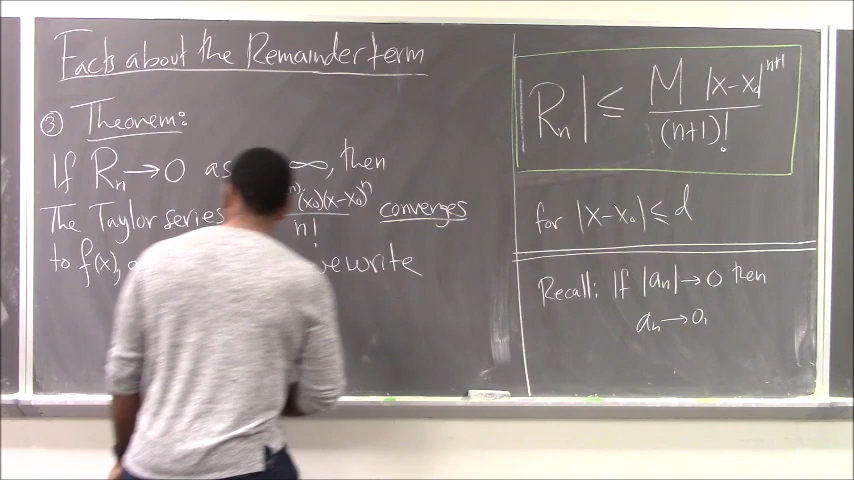 Facts about the Remainder term
③ Theorem:
If Rₙ→0 as ∞, then
The Taylor series ⁿ⁾(x₀)(x-x₀)ⁿ / n! converges
to f(x), we write
|Rₙ| ≤ M |x-x₀|ⁿ⁺¹ / (n+1)!
for |x-x₀| ≤ d
Recall: If |aₙ|→0 then
aₙ→0.